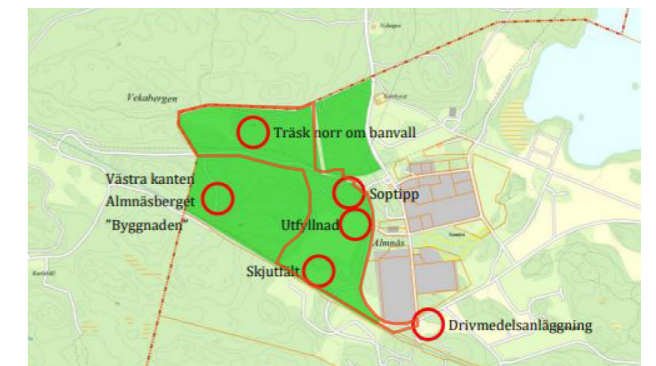 Vekabergen
Träsk norr om banvall
Västra kanten
Almnäsberget
"Byggnaden"
Soptipp
Utfyllnad
Almnäs
Skjutfält
Drivmedelsanläggning